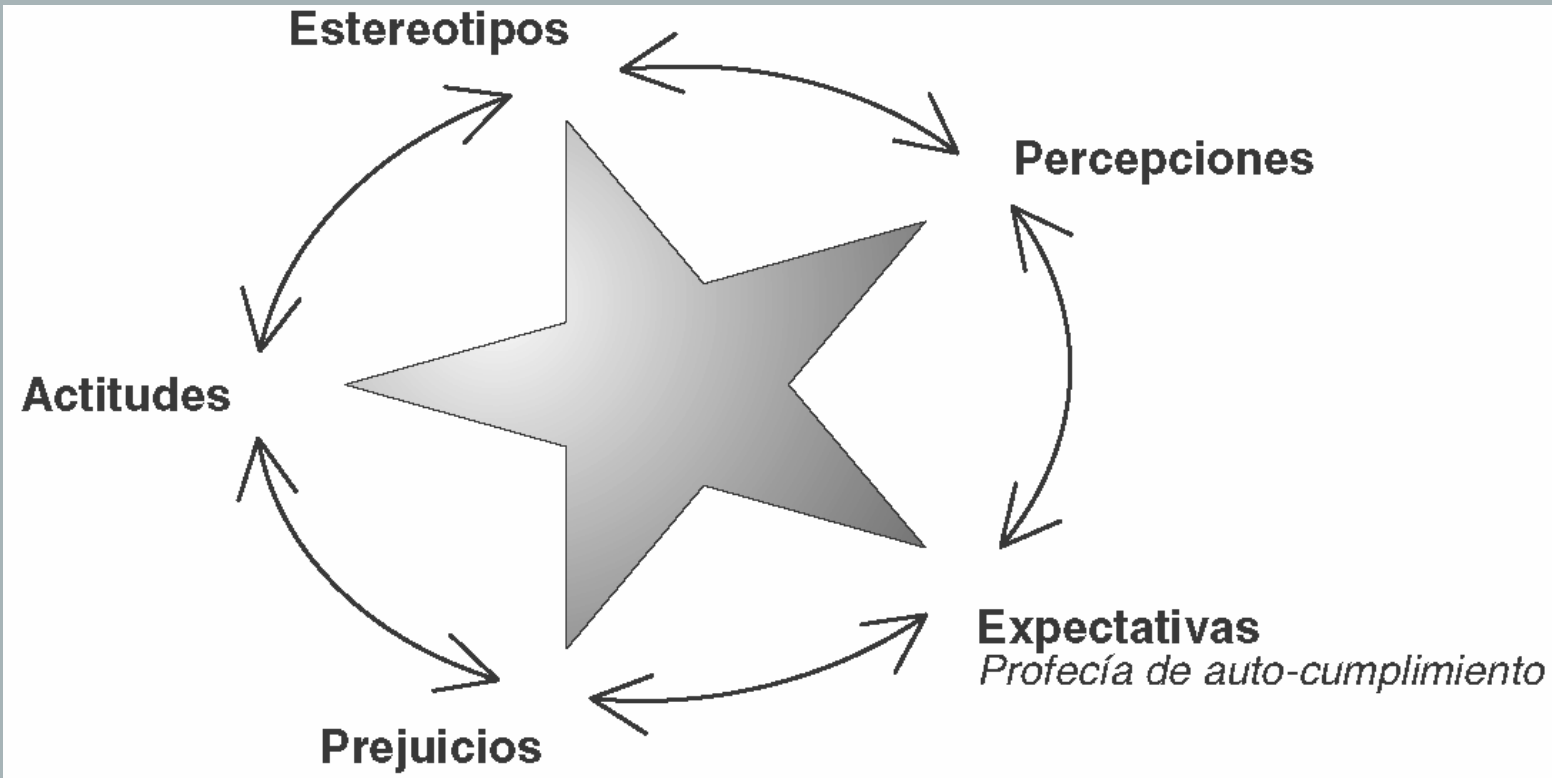 Estereotipos
Percepciones
Actitudes
Expectativas
Profecía de auto-cumplimiento
Prejuicios